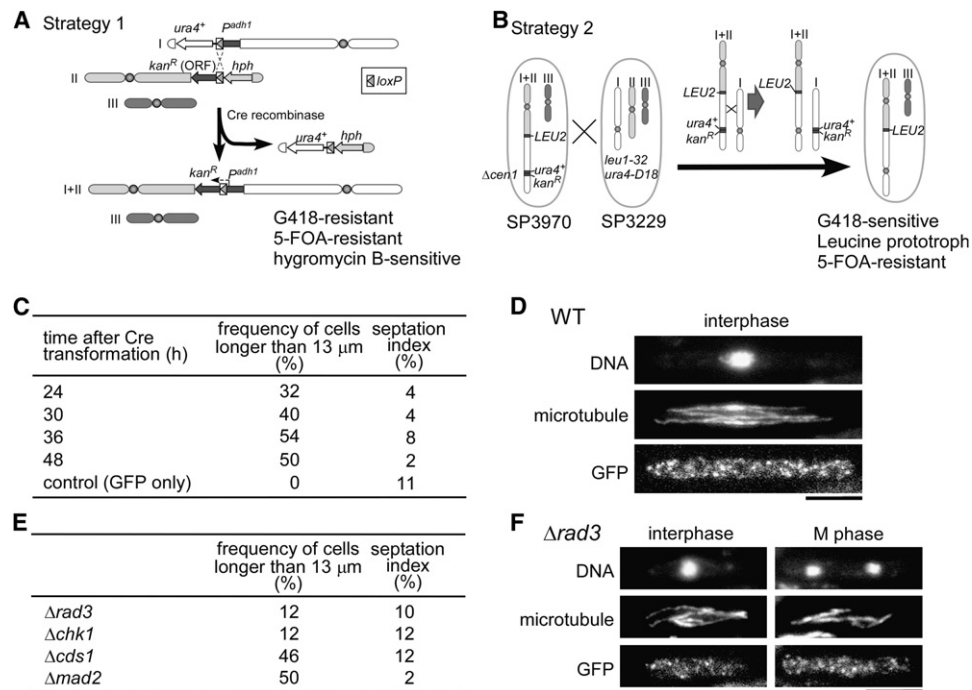 A Strategy 1
ura4+ Padh1
I
kanR (ORF) hph
II
loxP
III
Cre recombinase
ura4+ hph
kanR Padh1
I+II
III
G418-resistant
5-FOA-resistant
hygromycin B-sensitive
B Strategy 2
I+II III
LEU2
Δcen1
ura4+
kanR
SP3970
I II III
leu1-32
ura4-D18
SP3229
I+II
LEU2 I
ura4+
kanR
I+II
LEU2 I
ura4+
kanR
I+II III
LEU2
G418-sensitive
Leucine prototroph
5-FOA-resistant
C
time after Cre transformation (h)
frequency of cells longer than 13 μm (%)
septation index (%)
24 32 4
30 40 4
36 54 8
48 50 2
control (GFP only) 0 11
D WT
interphase
DNA
microtubule
GFP
E
frequency of cells longer than 13 μm (%)
septation index (%)
Δrad3 12 10
Δchk1 12 12
Δcds1 46 12
Δmad2 50 2
F Δrad3
interphase M phase
DNA
microtubule
GFP